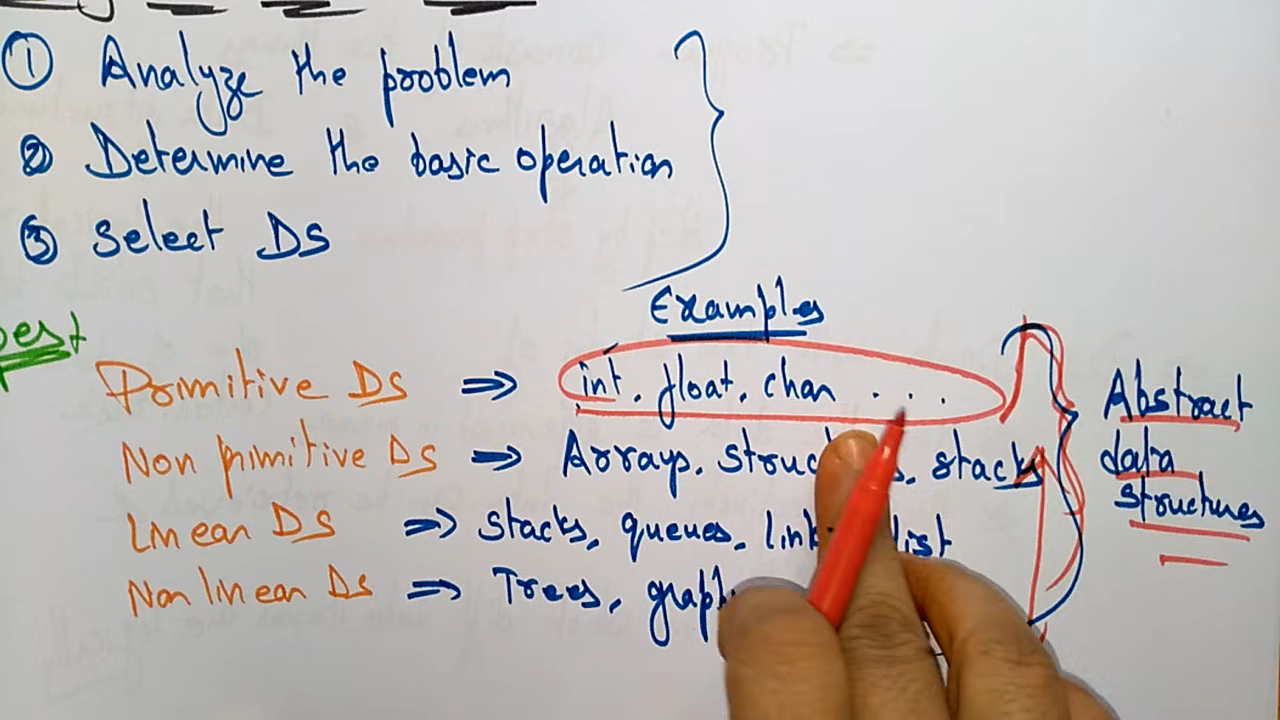 ① Analyze the problem
② Determine the basic operation
③ Select DS
Examples
Primitive DS ⇒ int, float, char . . .
Non primitive DS ⇒ Arrays, stacks
Linear DS ⇒ stacks, queues, list
Non linear DS ⇒ Trees,
Abstract
data
structures